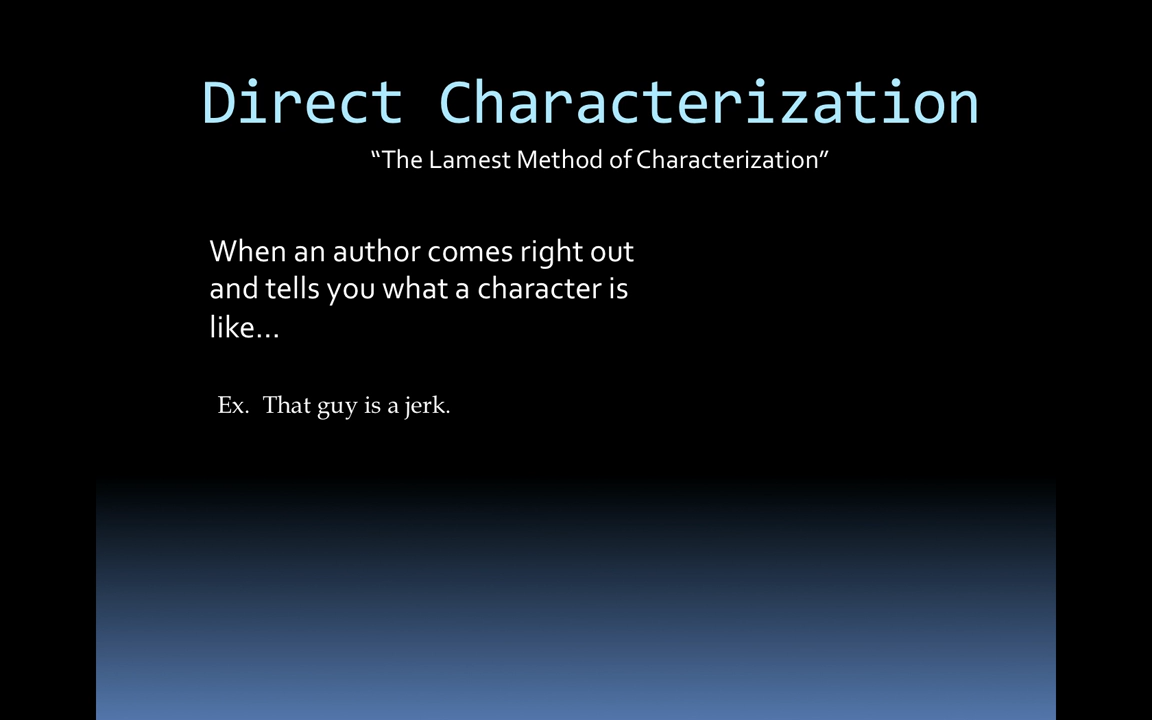 Direct Characterization
“The Lamest Method of Characterization”
When an author comes right out
and tells you what a character is
like…
Ex.  That guy is a jerk.